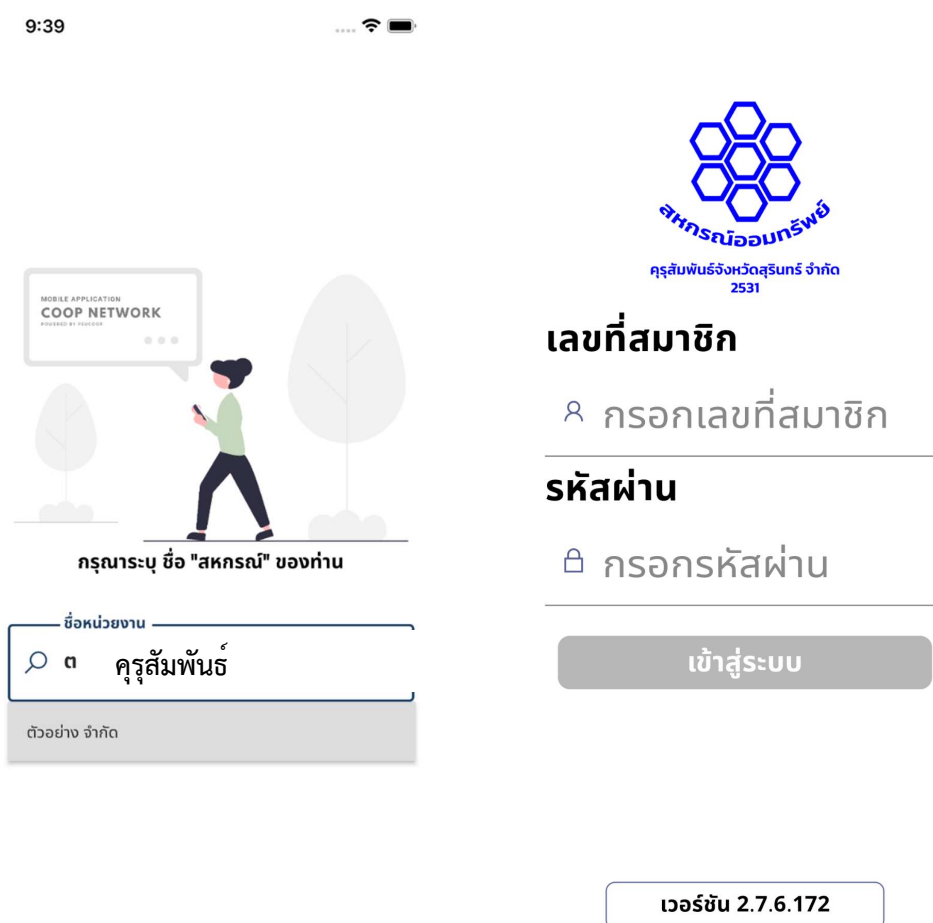 9:39
MOBILE APPLICATION
COOP NETWORK
POWERED BY FSUCCOOP
กรุณาระบุ ชื่อ "สหกรณ์" ของท่าน
ชื่อหน่วยงาน
ต คุรุสัมพันธ์
ตัวอย่าง จำกัด
สหกรณ์ออมทรัพย์
คุรุสัมพันธ์จังหวัดสุรินทร์ จำกัด
2531
เลขที่สมาชิก
กรอกเลขที่สมาชิก
รหัสผ่าน
กรอกรหัสผ่าน
เข้าสู่ระบบ
เวอร์ชัน 2.7.6.172